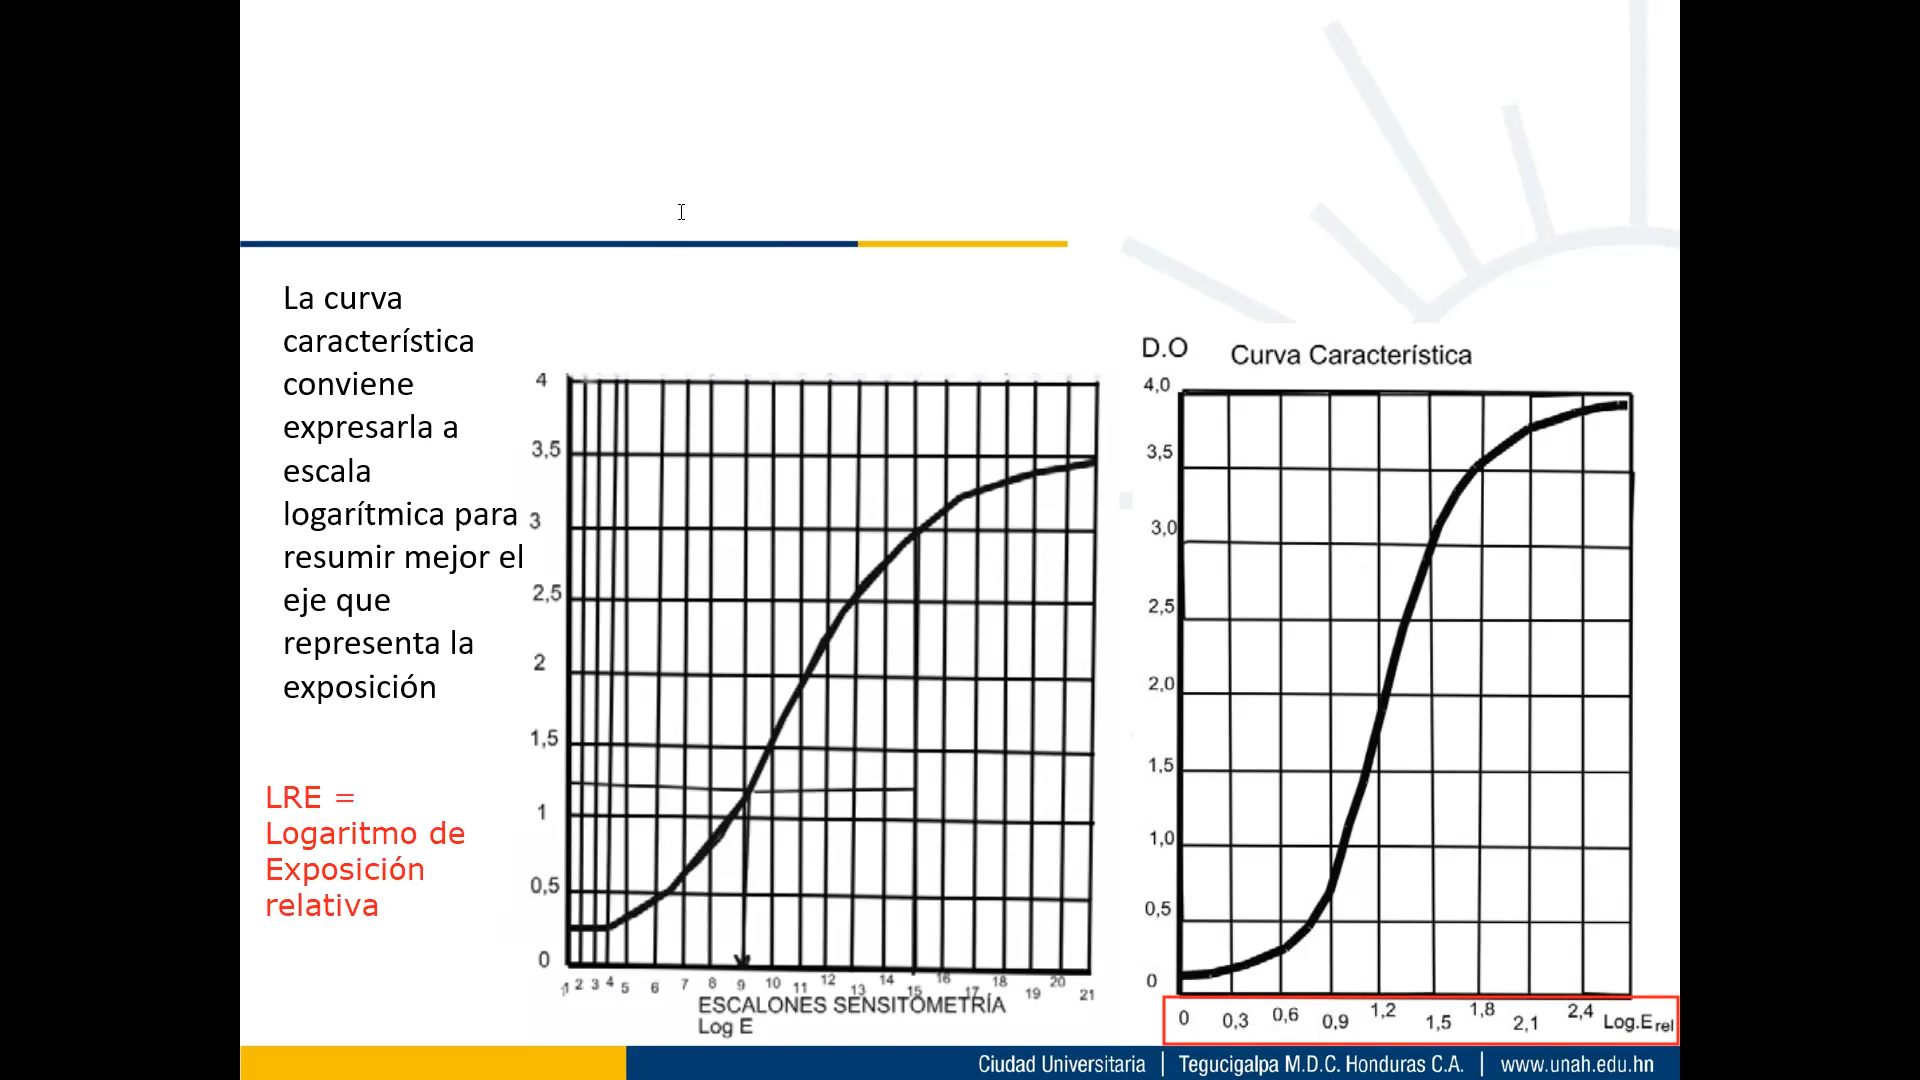 La curva
característica
conviene
expresarla a
escala
logarítmica para
resumir mejor el
eje que
representa la
exposición
LRE =
Logaritmo de
Exposición
relativa
4
3,5
3
2,5
2
1,5
1
0,5
0
1 2 3 4 5 6 7 8 9 10 11 12 13 14 15 16 17 18 19 20 21
ESCALONES SENSITOMETRÍA
Log E
D.O Curva Característica
4,0
3,5
3,0
2,5
2,0
1,5
1,0
0,5
0
0 0,3 0,6 0,9 1,2 1,5 1,8 2,1 2,4 Log.E rel
Ciudad Universitaria | Tegucigalpa M.D.C. Honduras C.A. | www.unah.edu.hn